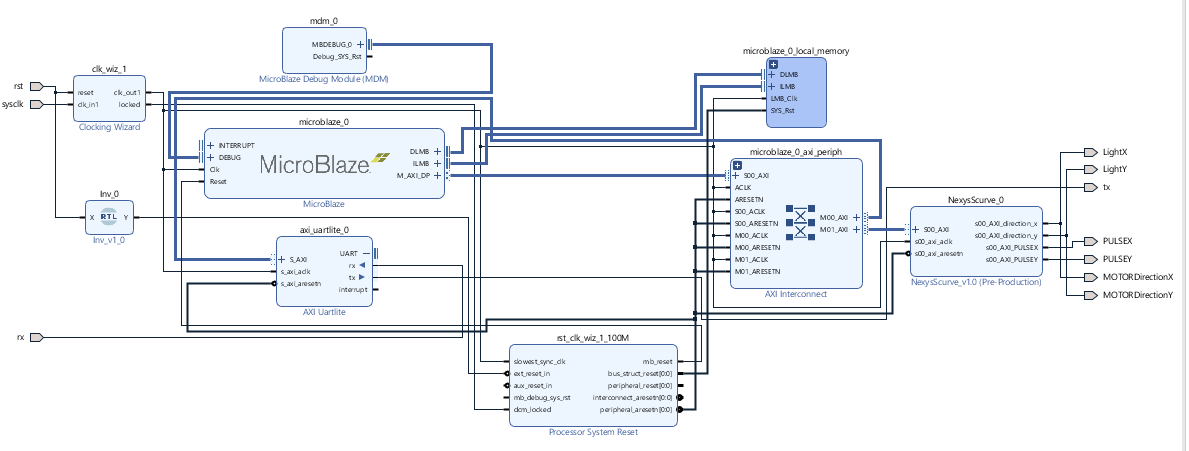 mdm_0
MBDEBUG_0
Debug_SYS_Rst
MicroBlaze Debug Module (MDM)
clk_wiz_1
rst
sysclk
reset
clk_in1
clk_out1
locked
Clocking Wizard
microblaze_0
INTERRUPT
DEBUG
Clk
Reset
MicroBlaze
DLMB
ILMB
M_AXI_DP
MicroBlaze
microblaze_0_local_memory
DLMB
ILMB
LMB_Clk
SYS_Rst
Inv_0
X
RTL
Y
Inv_v1_0
axi_uartlite_0
S_AXI
s_axi_aclk
s_axi_aresetn
UART
rx
tx
interrupt
AXI Uartlite
rx
microblaze_0_axi_periph
S00_AXI
ACLK
ARESETN
S00_ACLK
S00_ARESETN
M00_ACLK
M00_ARESETN
M01_ACLK
M01_ARESETN
M00_AXI
M01_AXI
AXI Interconnect
NexysScurve_0
S00_AXI
s00_axi_aclk
s00_axi_aresetn
s00_AXI_direction_x
s00_AXI_direction_y
s00_AXI_PULSEX
s00_AXI_PULSEY
NexysScurve_v1.0 (Pre-Production)
LightX
LightY
tx
PULSEX
PULSEY
MOTORDirectionX
MOTORDirectionY
rst_clk_wiz_1_100M
slowest_sync_clk
ext_reset_in
aux_reset_in
mb_debug_sys_rst
dcm_locked
mb_reset
bus_struct_reset[0:0]
peripheral_reset[0:0]
interconnect_aresetn[0:0]
peripheral_aresetn[0:0]
Processor System Reset